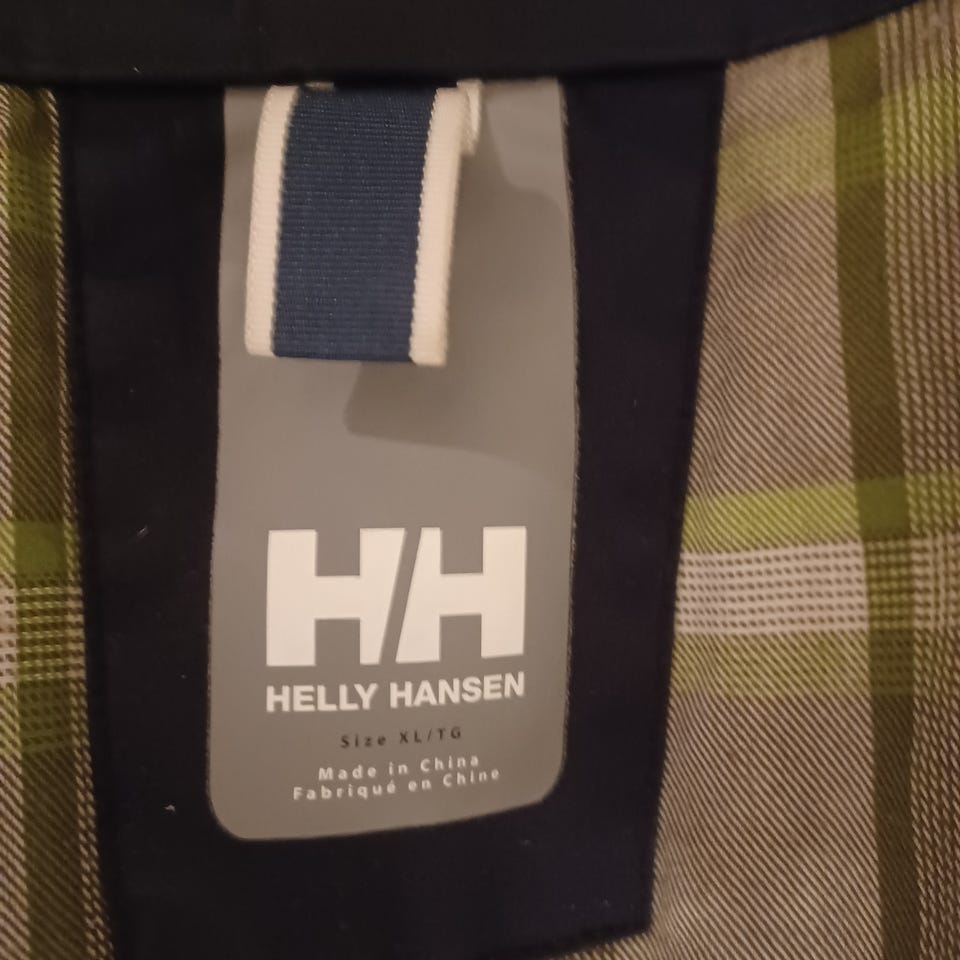 HH
HELLY HANSEN
Size XL/TG
Made in China
Fabriqué en Chine